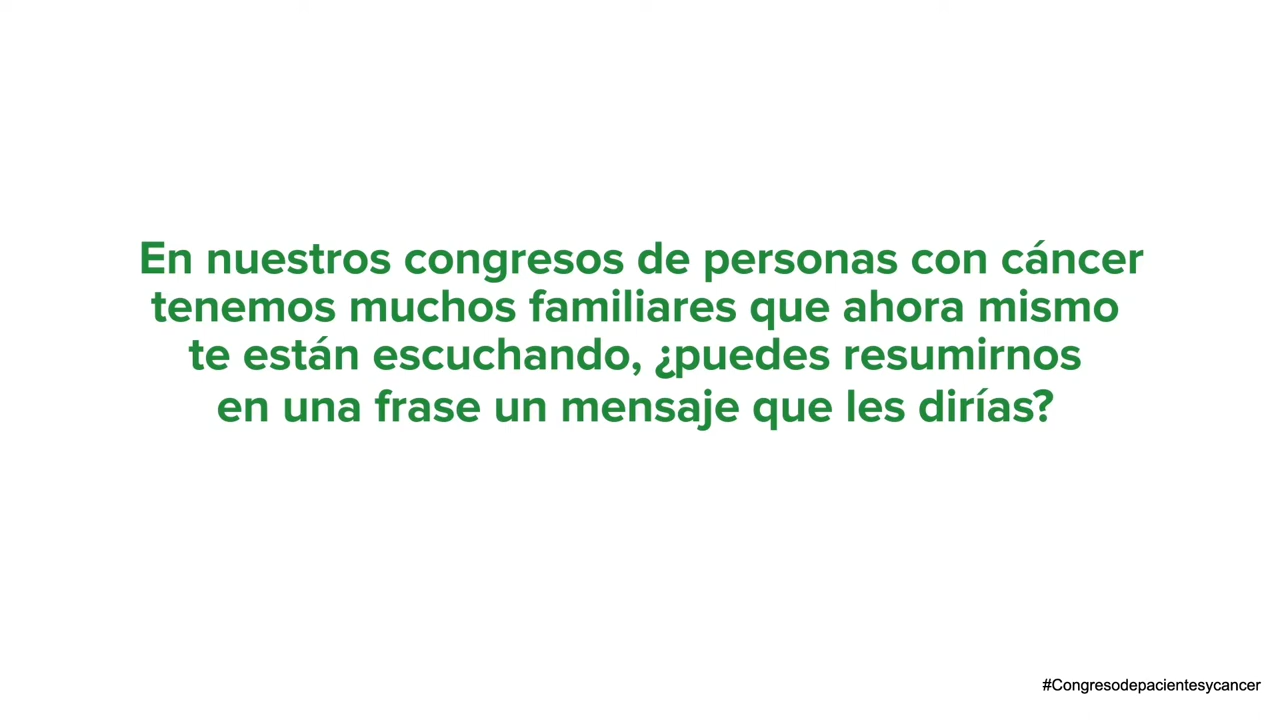 En nuestros congresos de personas con cáncer
tenemos muchos familiares que ahora mismo
te están escuchando, ¿puedes resumirnos
en una frase un mensaje que les dirías?
#Congresodepacientesycancer